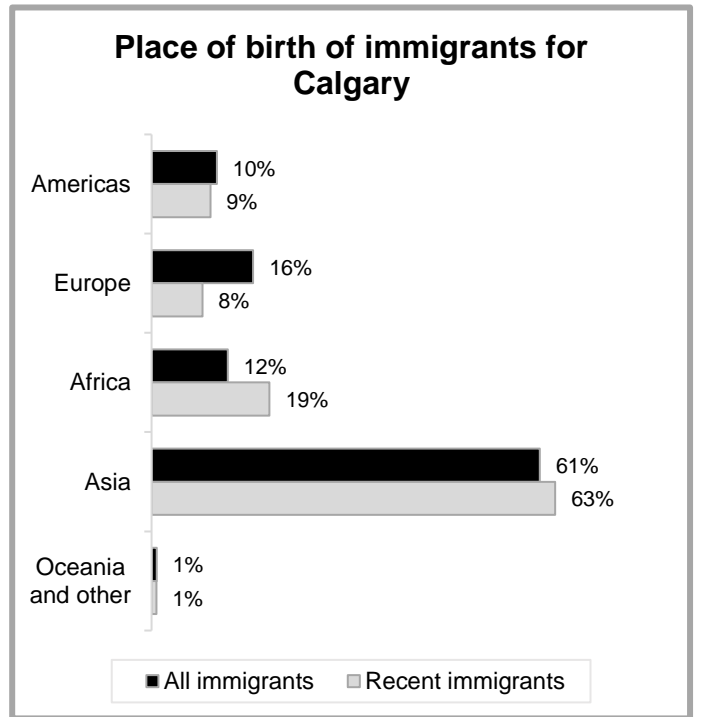 Place of birth of immigrants for
Calgary
Americas
10%
9%
Europe
16%
8%
Africa
12%
19%
Asia
61%
63%
Oceania
and other
1%
1%
All immigrants
Recent immigrants